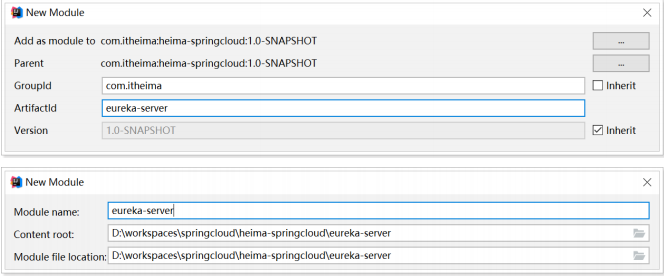 New Module
Add as module to com.itheima:heima-springcloud:1.0-SNAPSHOT ...
Parent com.itheima:heima-springcloud:1.0-SNAPSHOT ...
GroupId com.itheima Inherit
ArtifactId eureka-server
Version 1.0-SNAPSHOT Inherit
New Module
Module name: eureka-server
Content root: D:\workspaces\springcloud\heima-springcloud\eureka-server
Module file location: D:\workspaces\springcloud\heima-springcloud\eureka-server